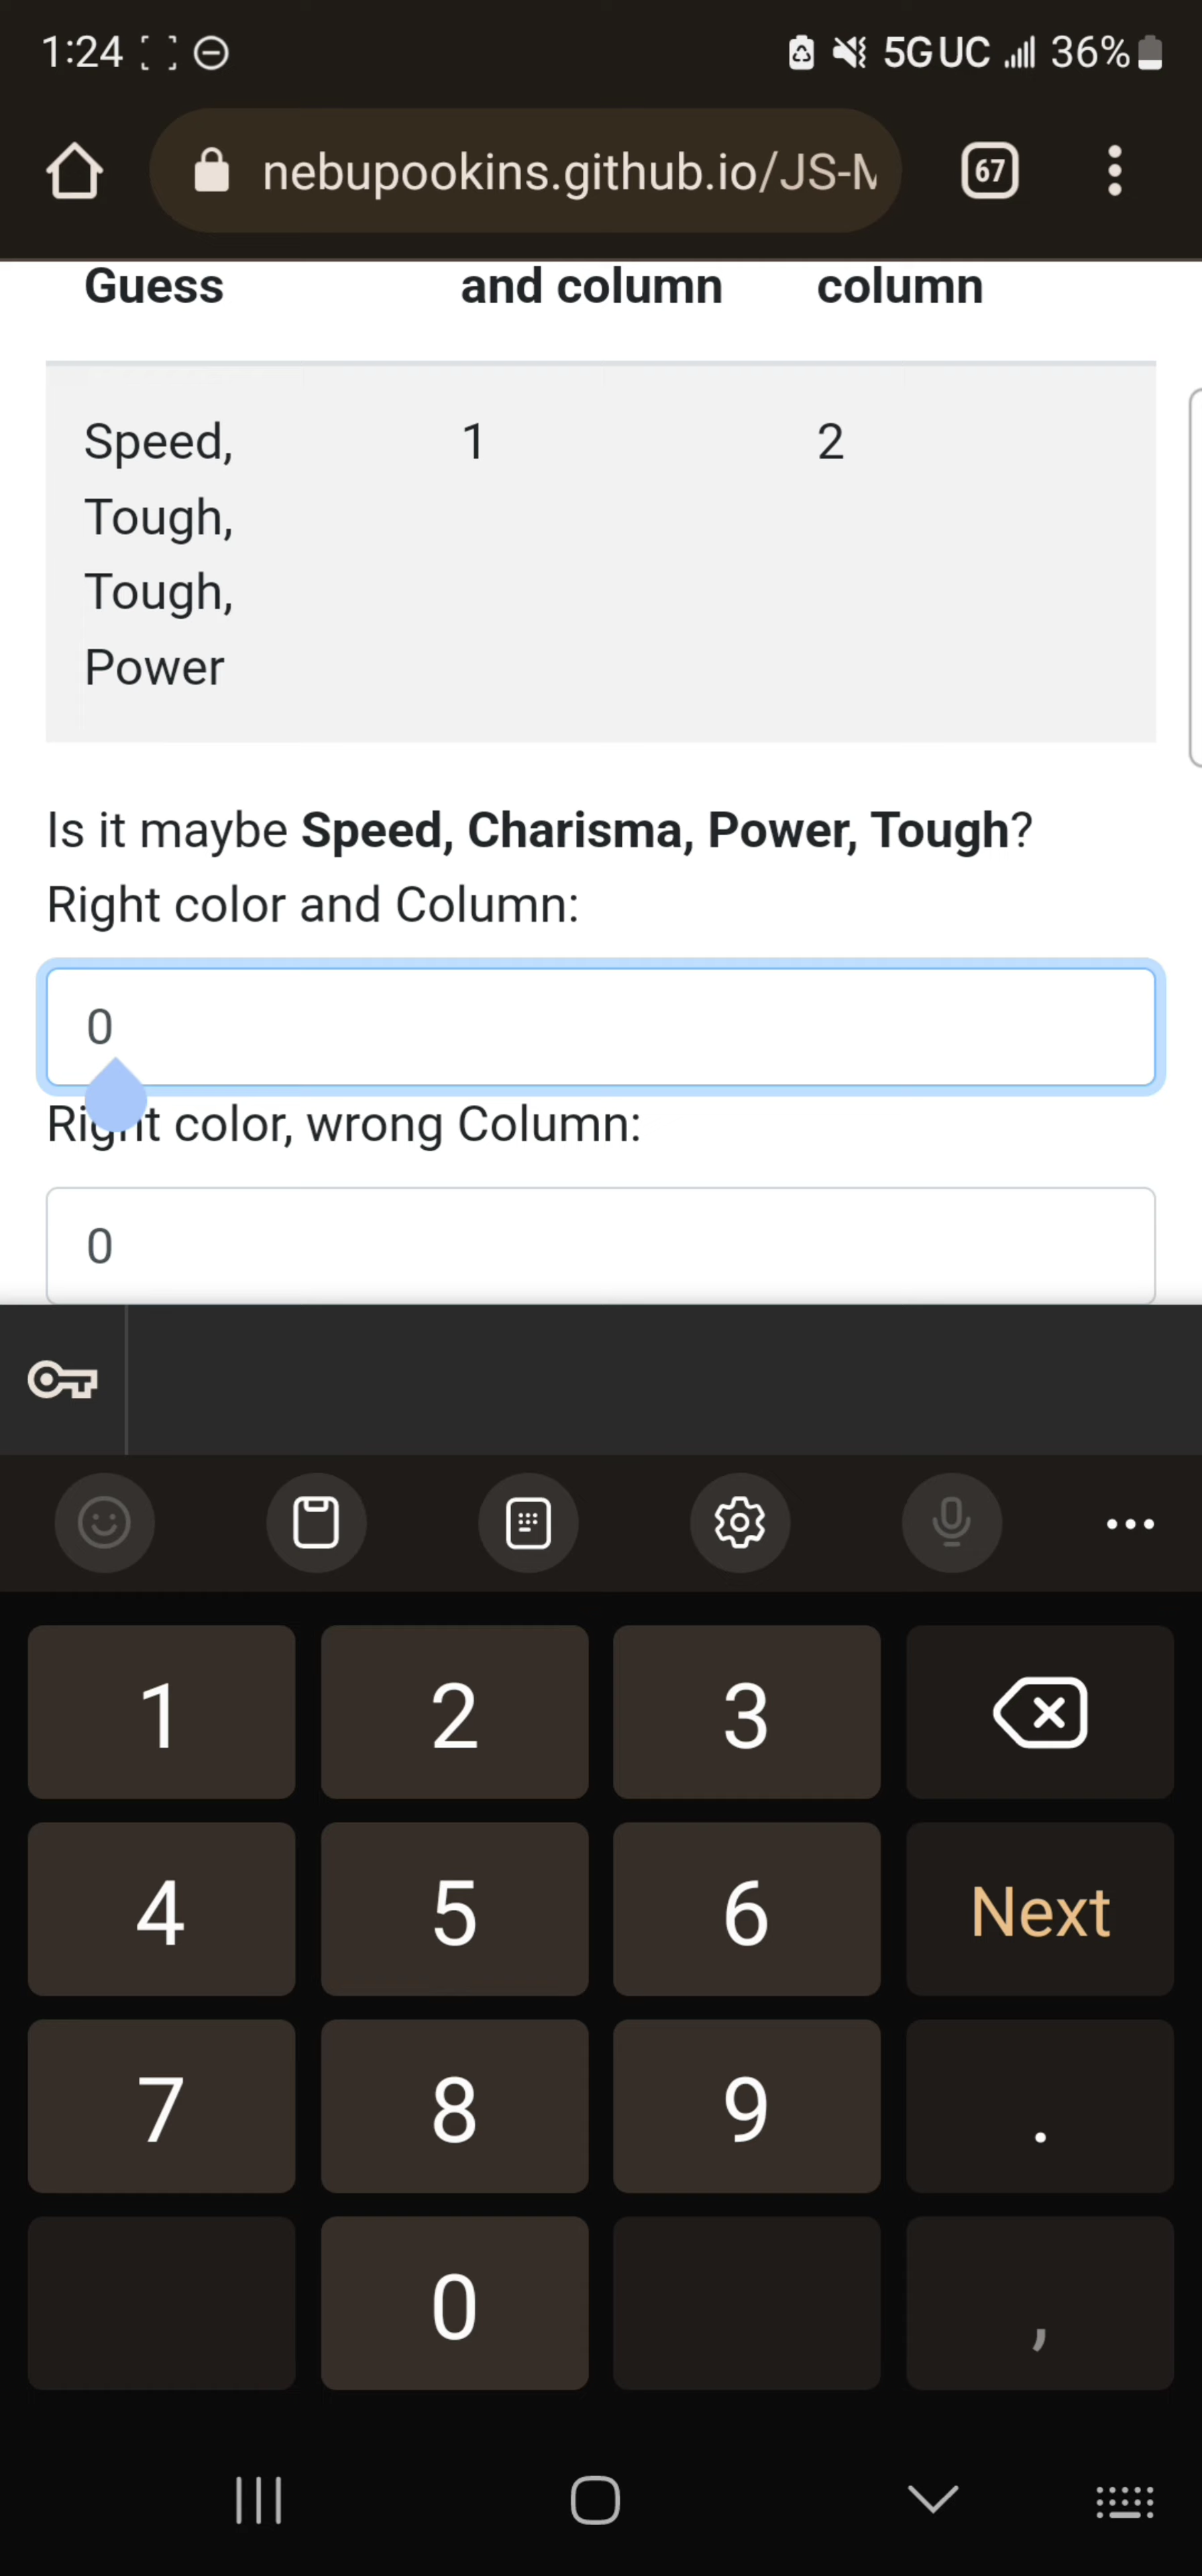 1:24 5G UC 36%
nebupookins.github.io/JS-M 67
Guess and column column
Speed, 1 2
Tough,
Tough,
Power
Is it maybe Speed, Charisma, Power, Tough?
Right color and Column:
0
Right color, wrong Column:
0
1 2 3
4 5 6 Next
7 8 9 .
0 ,